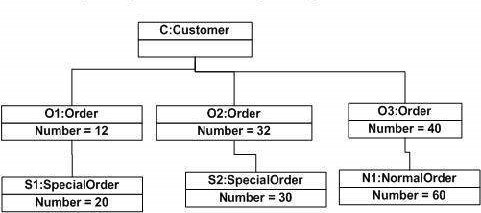 C:Customer
O1:Order
Number = 12
O2:Order
Number = 32
O3:Order
Number = 40
S1:SpecialOrder
Number = 20
S2:SpecialOrder
Number = 30
N1:NormalOrder
Number = 60